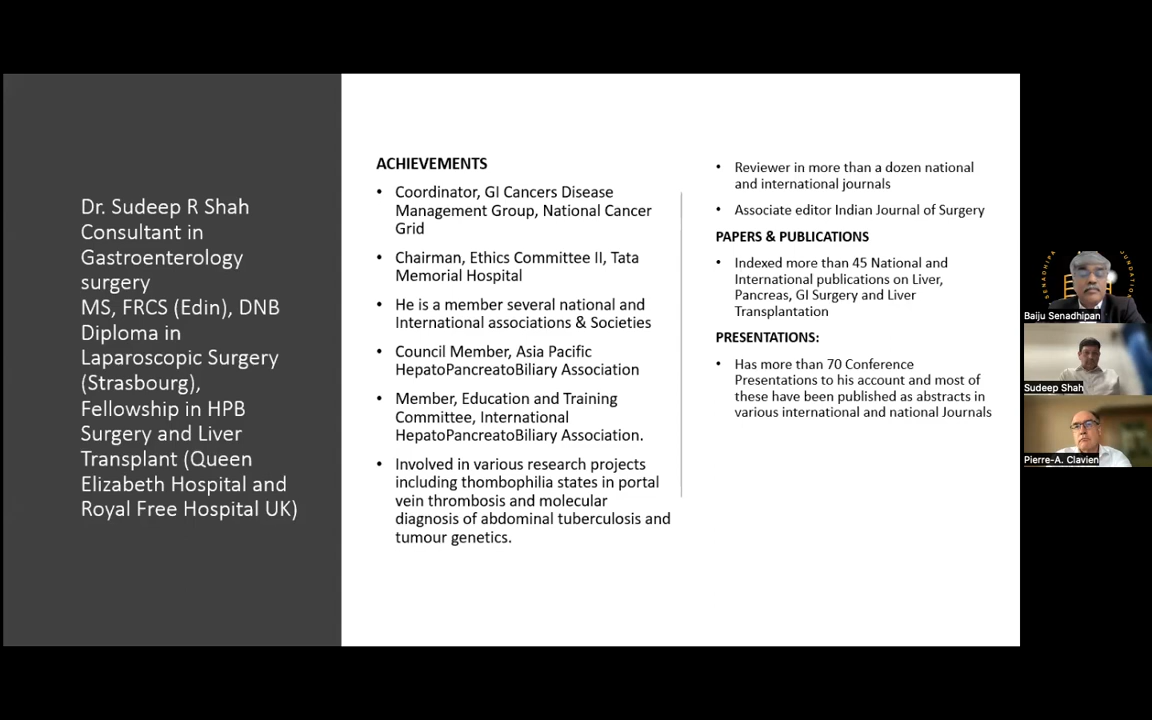 Dr. Sudeep R Shah
Consultant in
Gastroenterology
surgery
MS, FRCS (Edin), DNB
Diploma in
Laparoscopic Surgery
(Strasbourg),
Fellowship in HPB
Surgery and Liver
Transplant (Queen
Elizabeth Hospital and
Royal Free Hospital UK)
ACHIEVEMENTS
• Coordinator, GI Cancers Disease
Management Group, National Cancer
Grid
• Chairman, Ethics Committee II, Tata
Memorial Hospital
• He is a member several national and
International associations & Societies
• Council Member, Asia Pacific
HepatoPancreatoBiliary Association
• Member, Education and Training
Committee, International
HepatoPancreatoBiliary Association.
• Involved in various research projects
including thombophilia states in portal
vein thrombosis and molecular
diagnosis of abdominal tuberculosis and
tumour genetics.
• Reviewer in more than a dozen national
and international journals
• Associate editor Indian Journal of Surgery
PAPERS & PUBLICATIONS
• Indexed more than 45 National and
International publications on Liver,
Pancreas, GI Surgery and Liver
Transplantation
PRESENTATIONS:
• Has more than 70 Conference
Presentations to his account and most of
these have been published as abstracts in
various international and national Journals
SENADHIPA
Baiju Senadhipan
Sudeep Shah
Pierre-A. Clavien